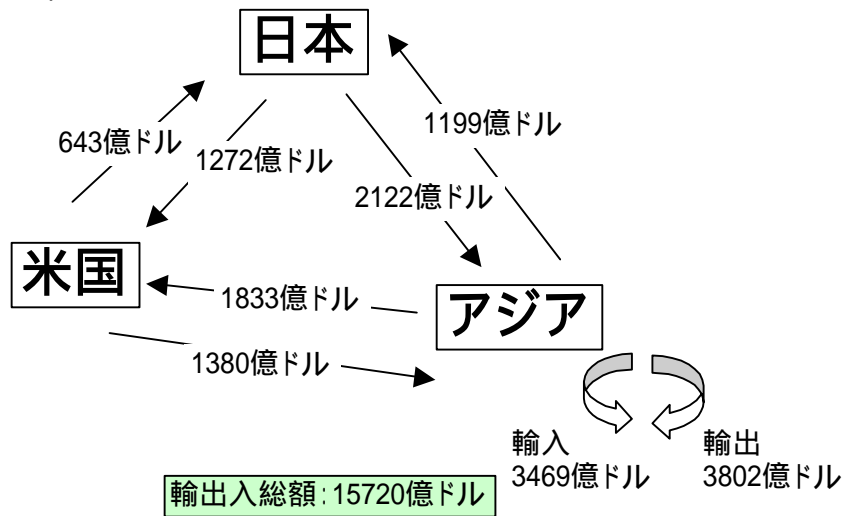 日本
643億ドル
1272億ドル
1199億ドル
2122億ドル
米国
1833億ドル
アジア
1380億ドル
輸入
3469億ドル
輸出
3802億ドル
輸出入総額:15720億ドル